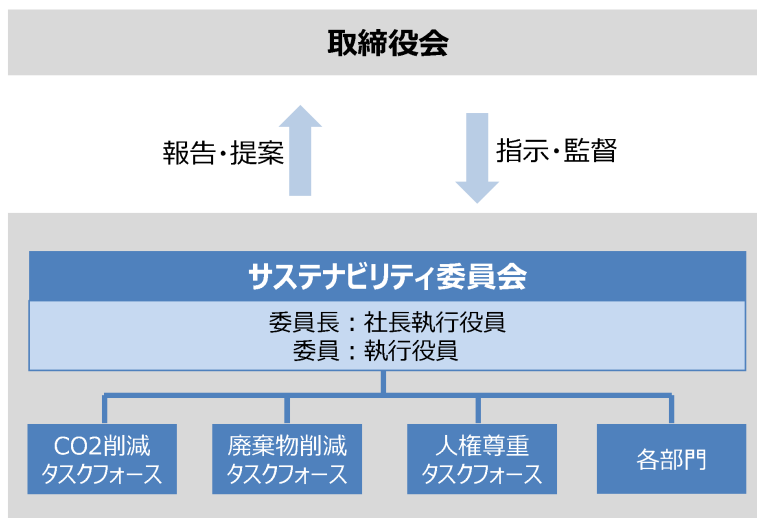 取締役会
報告・提案
指示・監督
サステナビリティ委員会
委員長：社長執行役員
委員：執行役員
CO2削減
タスクフォース
廃棄物削減
タスクフォース
人権尊重
タスクフォース
各部門